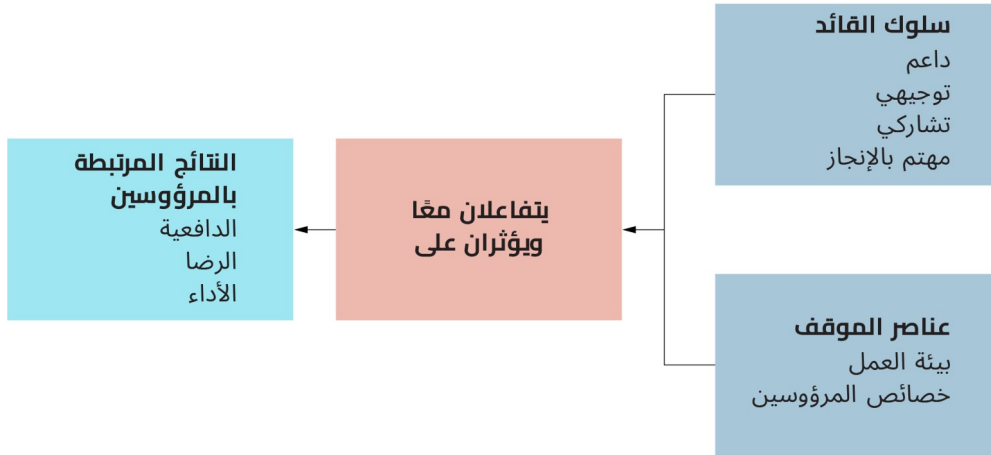 سلوك القائد
داعم
توجيهي
تشاركي
مهتم بالإنجاز
عناصر الموقف
بيئة العمل
خصائص المرؤوسين
يتفاعلان معًا
ويؤثران على
النتائج المرتبطة
بالمرؤوسين
الدافعية
الرضا
الأداء